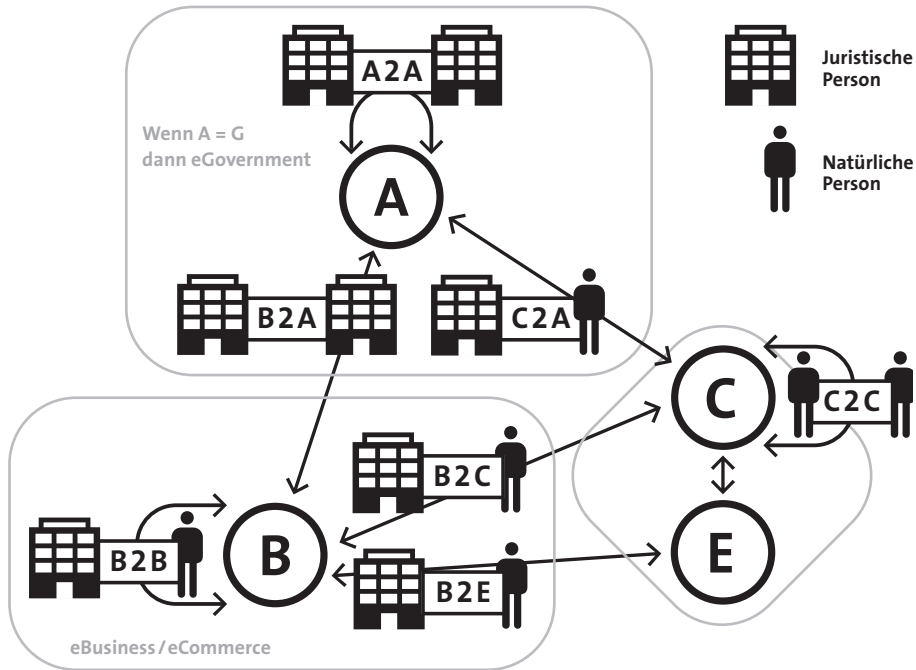 A2A
Juristische
Person
Wenn A = G
dann eGovernment
Natürliche
Person
A
B2A
C2A
C
C2C
B2C
B
E
B2B
B2E
eBusiness / eCommerce